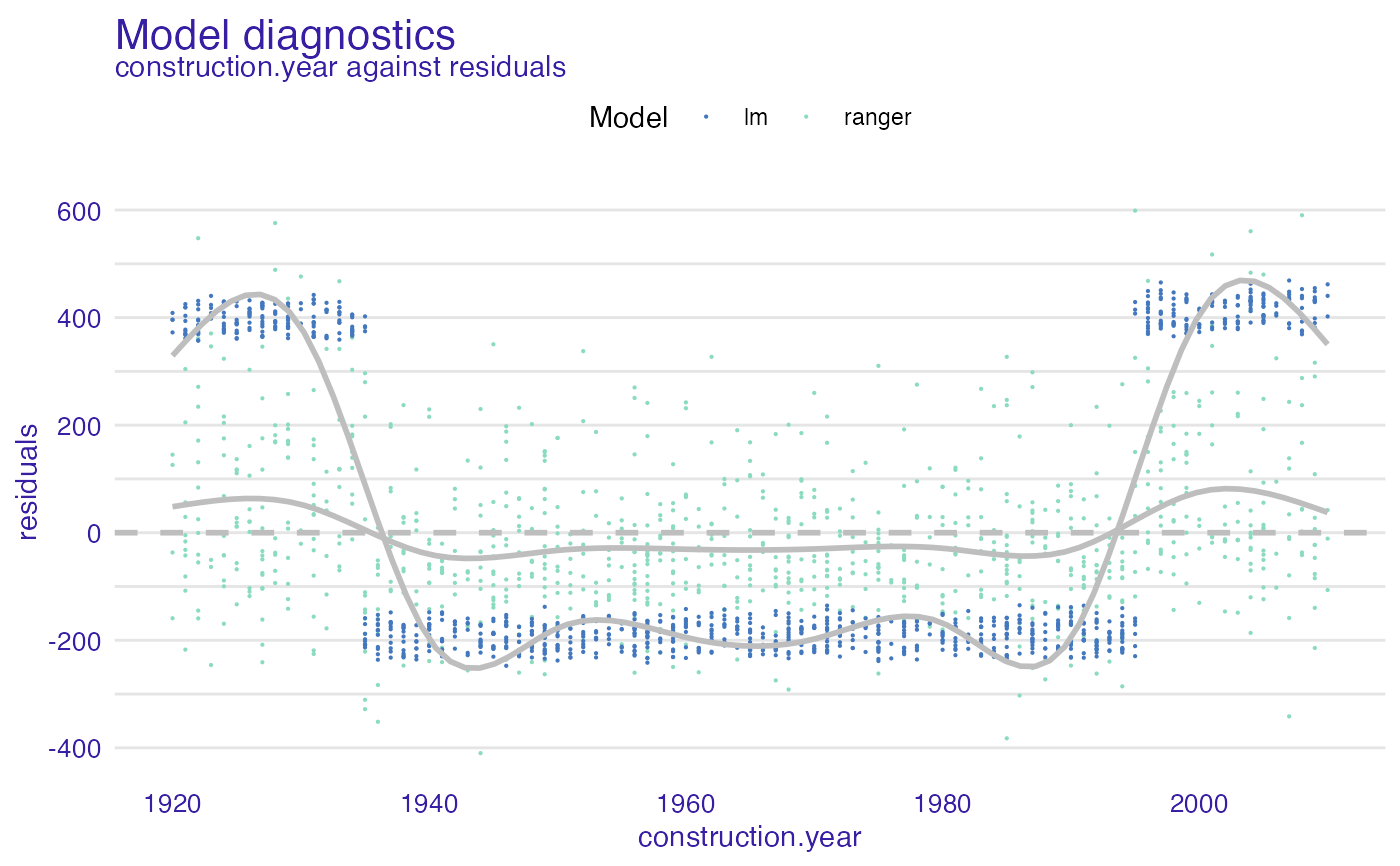 Model diagnostics
construction.year against residuals
Model lm ranger
600
400
200
0
-200
-400
residuals
1920 1940 1960 1980 2000
construction.year